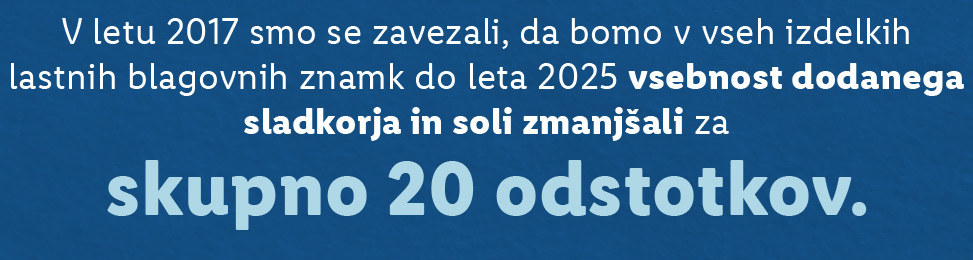 V letu 2017 smo se zavezali, da bomo v vseh izdelkih
lastnih blagovnih znamk do leta 2025 vsebnost dodanega
sladkorja in soli zmanjšali za
skupno 20 odstotkov.